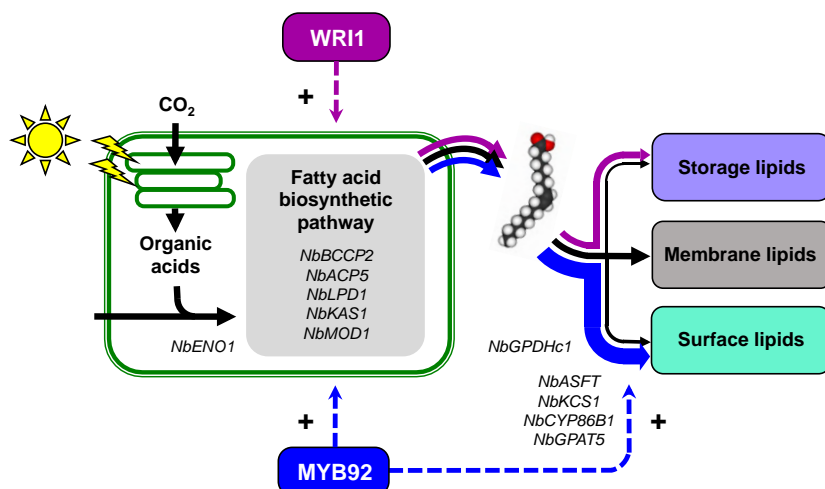 WRI1
+
CO₂
Fatty acid
biosynthetic
pathway
NbBCCP2
NbACP5
NbLPD1
NbKAS1
NbMOD1
Organic
acids
NbENO1
Storage lipids
Membrane lipids
Surface lipids
NbGPDHc1
NbASFT
NbKCS1
NbCYP86B1
NbGPAT5
+
+
MYB92